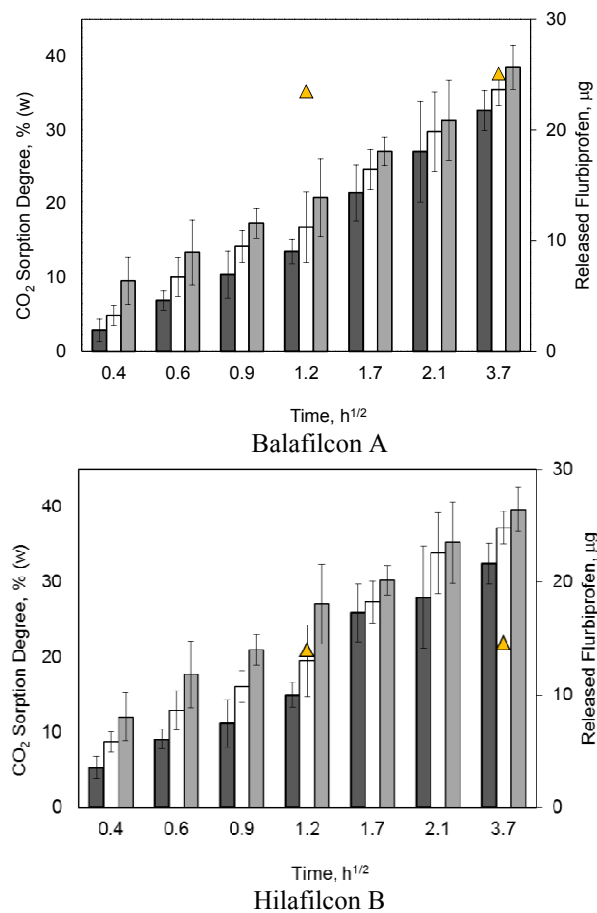 CO₂ Sorption Degree, % (w)
40
30
20
10
0
30
20
10
0
Released Flurbiprofen, μg
0.4 0.6 0.9 1.2 1.7 2.1 3.7
Time, h^1/2
Balafilcon A
CO₂ Sorption Degree, % (w)
40
30
20
10
0
30
20
10
0
Released Flurbiprofen, μg
0.4 0.6 0.9 1.2 1.7 2.1 3.7
Time, h^1/2
Hilafilcon B